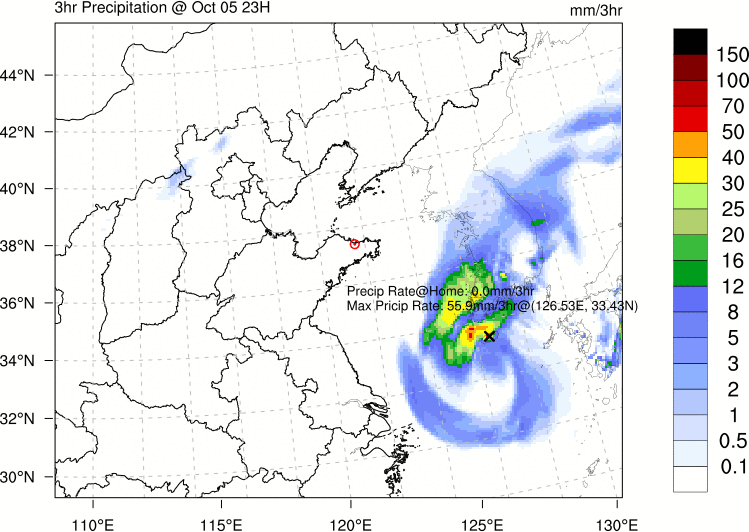 3hr Precipitation @ Oct 05 23H
mm/3hr
44°N
42°N
40°N
38°N
36°N
34°N
32°N
30°N
Precip Rate@Home: 0.0mm/3hr
Max Pricip Rate: 55.9mm/3hr@(126.53E, 33.43N)
110°E
115°E
120°E
125°E
130°E
150
100
70
50
40
30
25
20
16
12
8
5
3
2
1
0.5
0.1